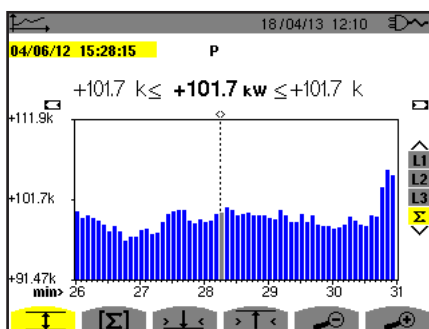 18/04/13 12:10
04/06/12 15:28:15 P
+101.7 k≤ +101.7 kW ≤+101.7 k
+111.9k
L1
L2
+101.7k
L3
Σ
+91.47k
min> 26 27 28 29 30 31
[Σ] >↓< >↑<